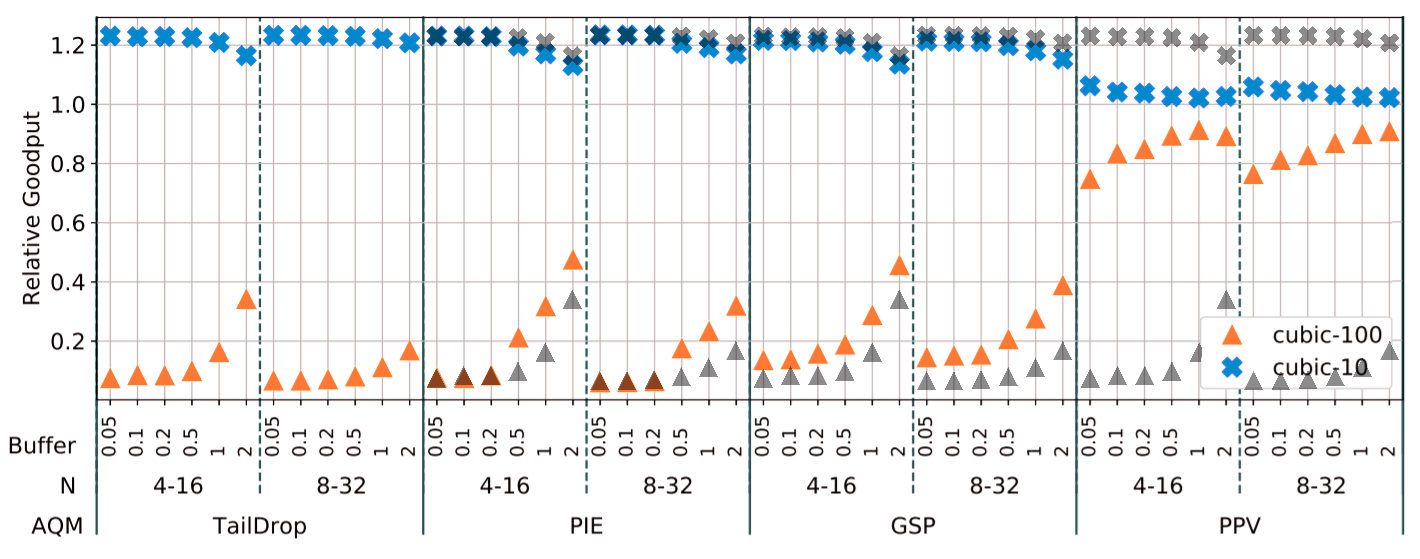 Relative Goodput
1.2
1.0
0.8
0.6
0.4
0.2
cubic-100
cubic-10
Buffer 0.05 0.1 0.2 0.5 1 2 0.05 0.1 0.2 0.5 1 2 0.05 0.1 0.2 0.5 1 2 0.05 0.1 0.2 0.5 1 2 0.05 0.1 0.2 0.5 1 2 0.05 0.1 0.2 0.5 1 2 0.05 0.1 0.2 0.5 1 2 0.05 0.1 0.2 0.5 1 2
N 4-16 8-32 4-16 8-32 4-16 8-32 4-16 8-32
AQM TailDrop PIE GSP PPV